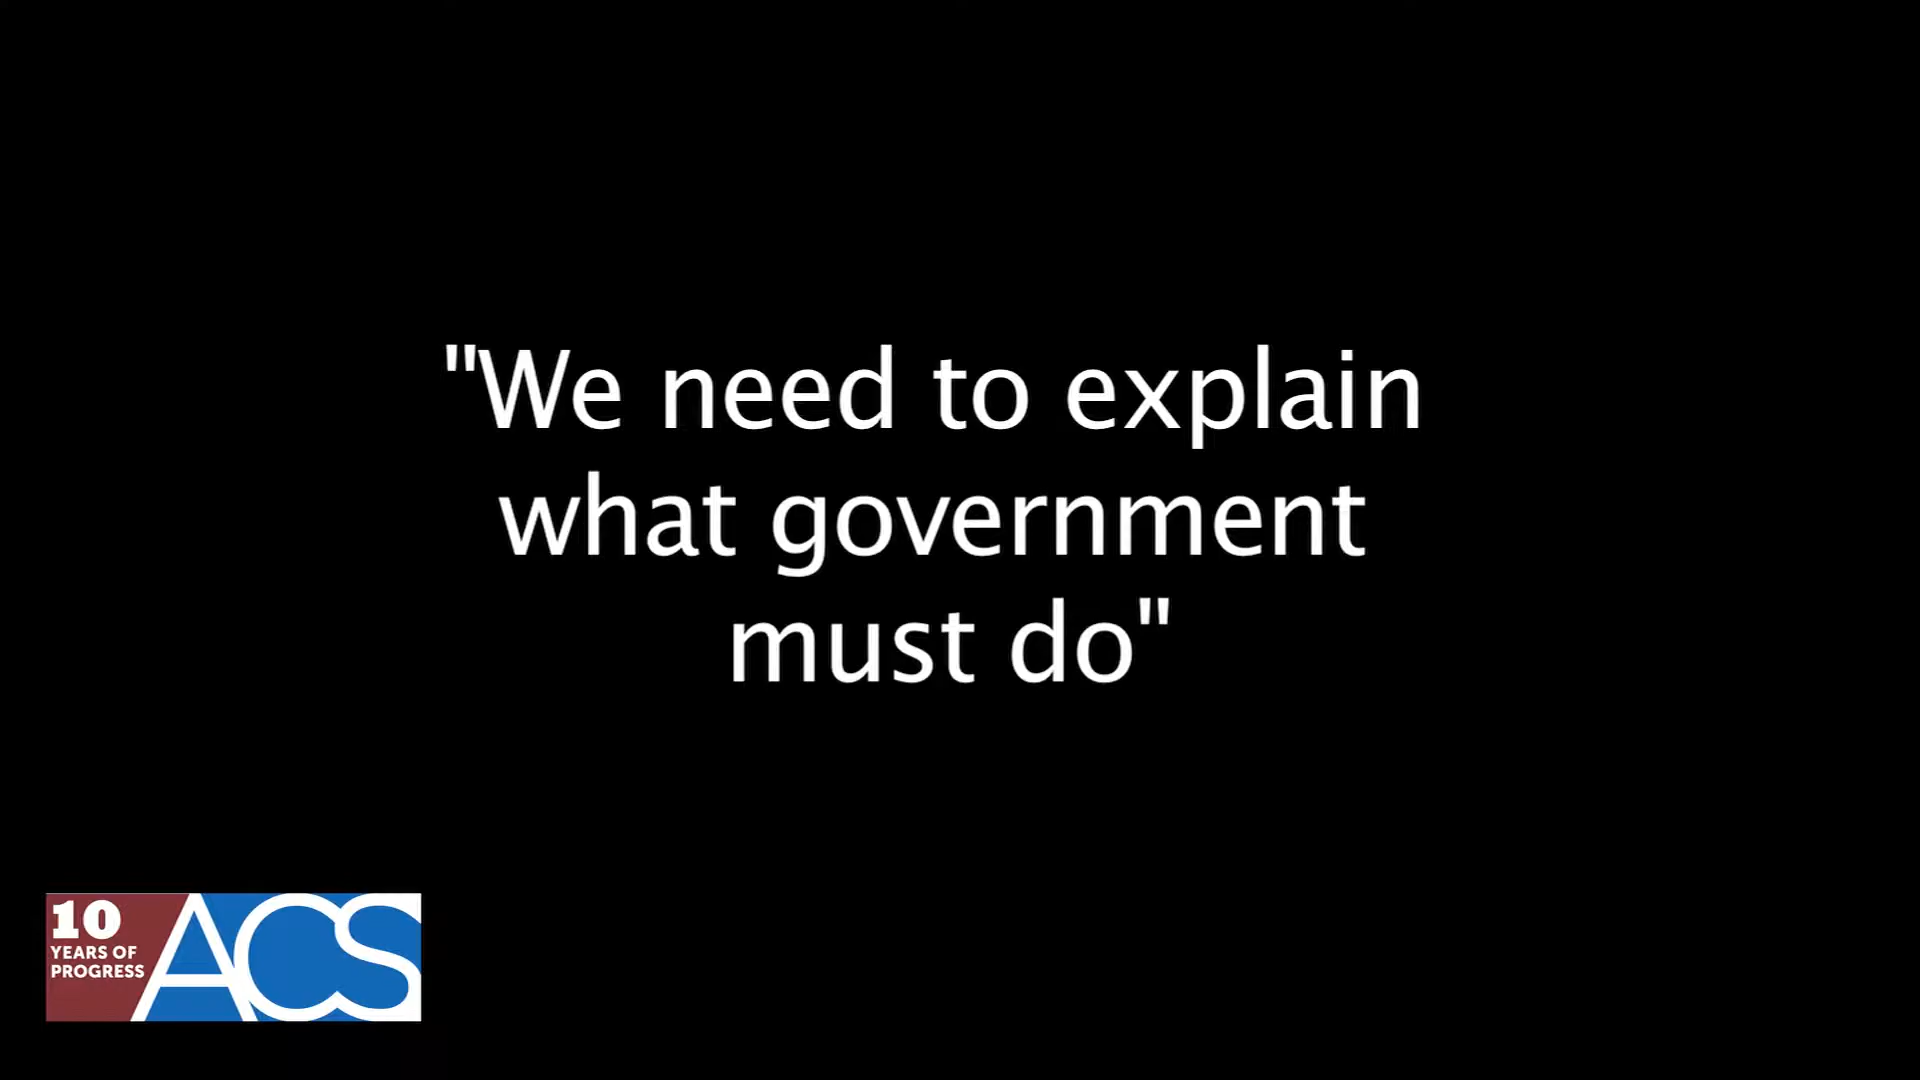 "We need to explain
what government
must do"
10
YEARS OF
PROGRESS
ACS